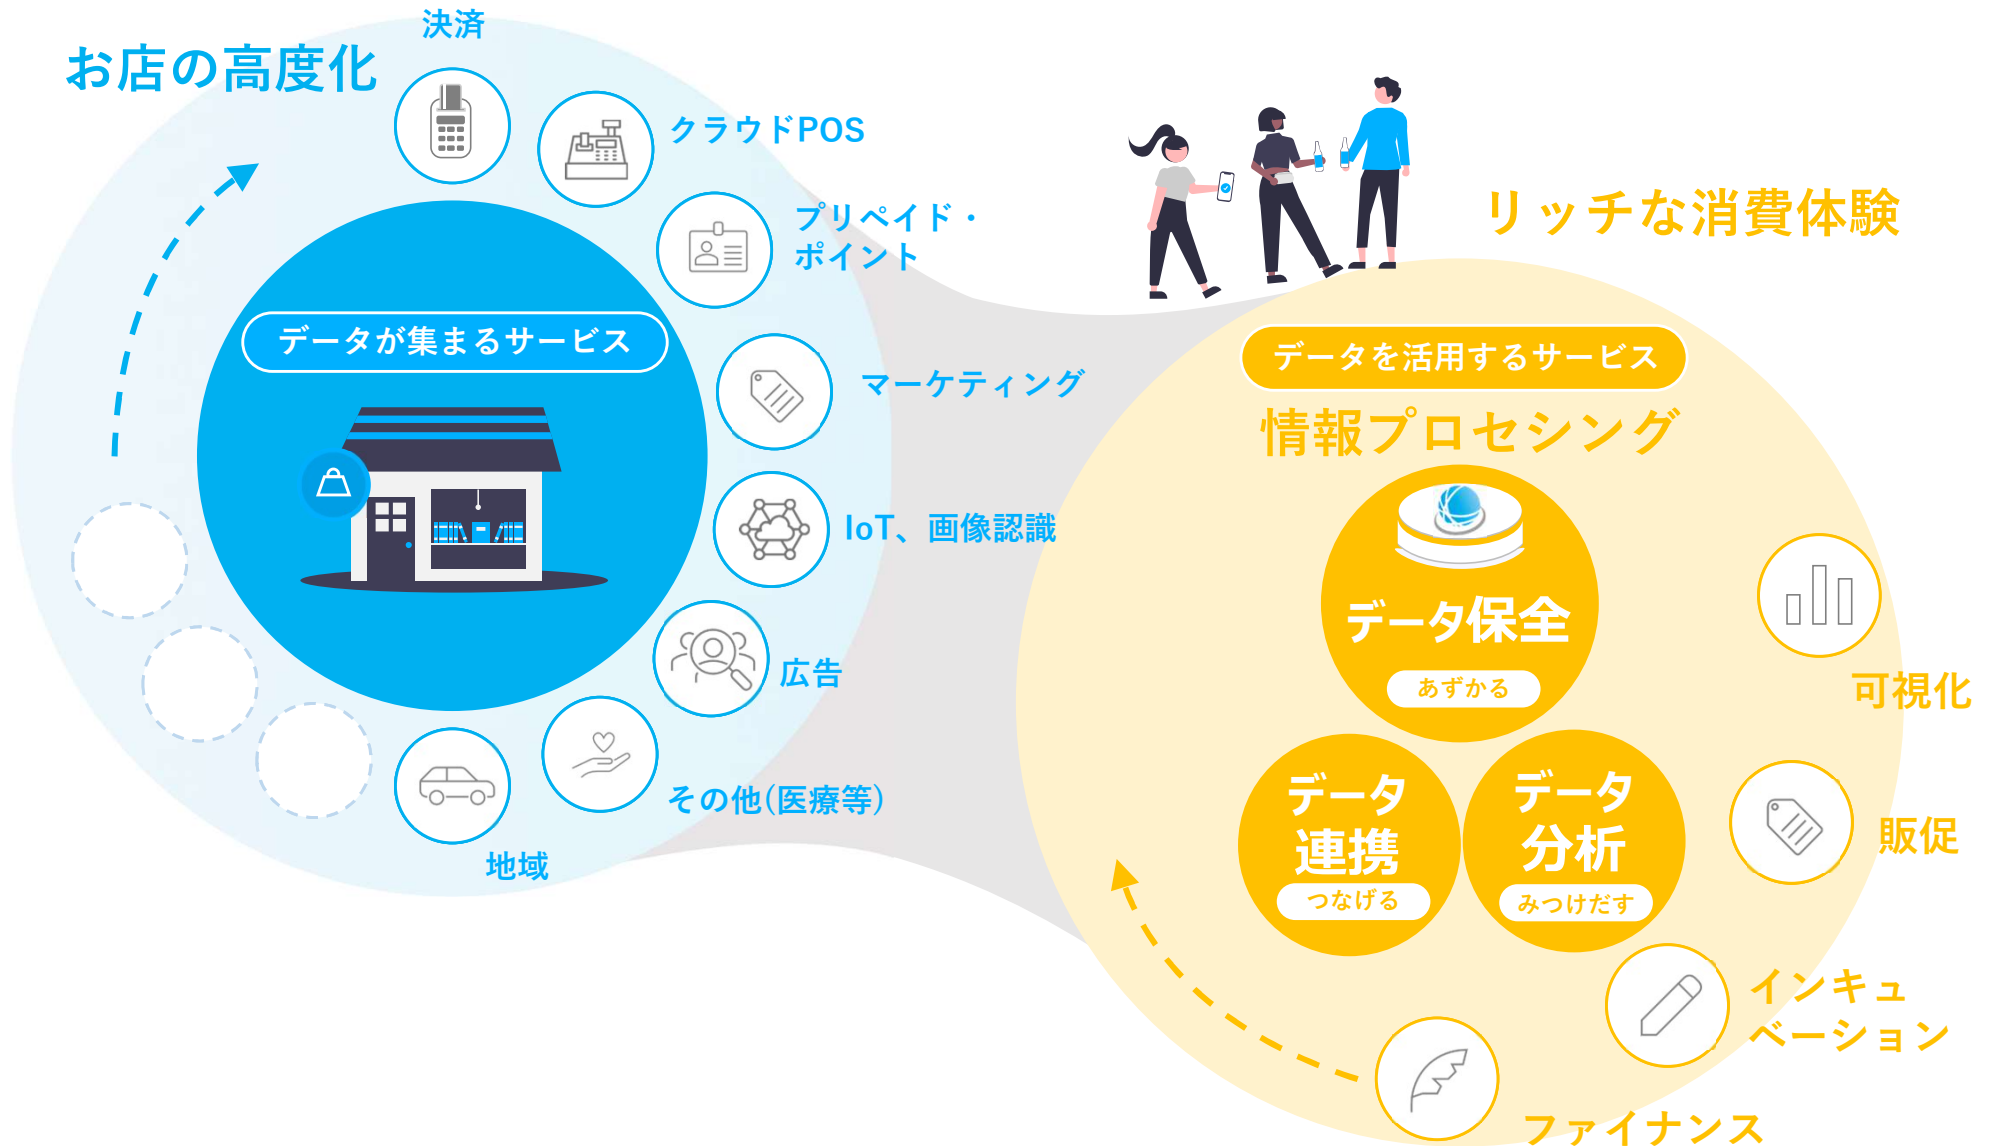 お店の高度化
決済
クラウドPOS
プリペイド・
ポイント
データが集まるサービス
マーケティング
IoT、画像認識
広告
その他(医療等)
地域
リッチな消費体験
データを活用するサービス
情報プロセシング
データ保全
あずかる
データ
連携
つなげる
データ
分析
みつけだす
可視化
販促
インキュ
ベーション
ファイナンス